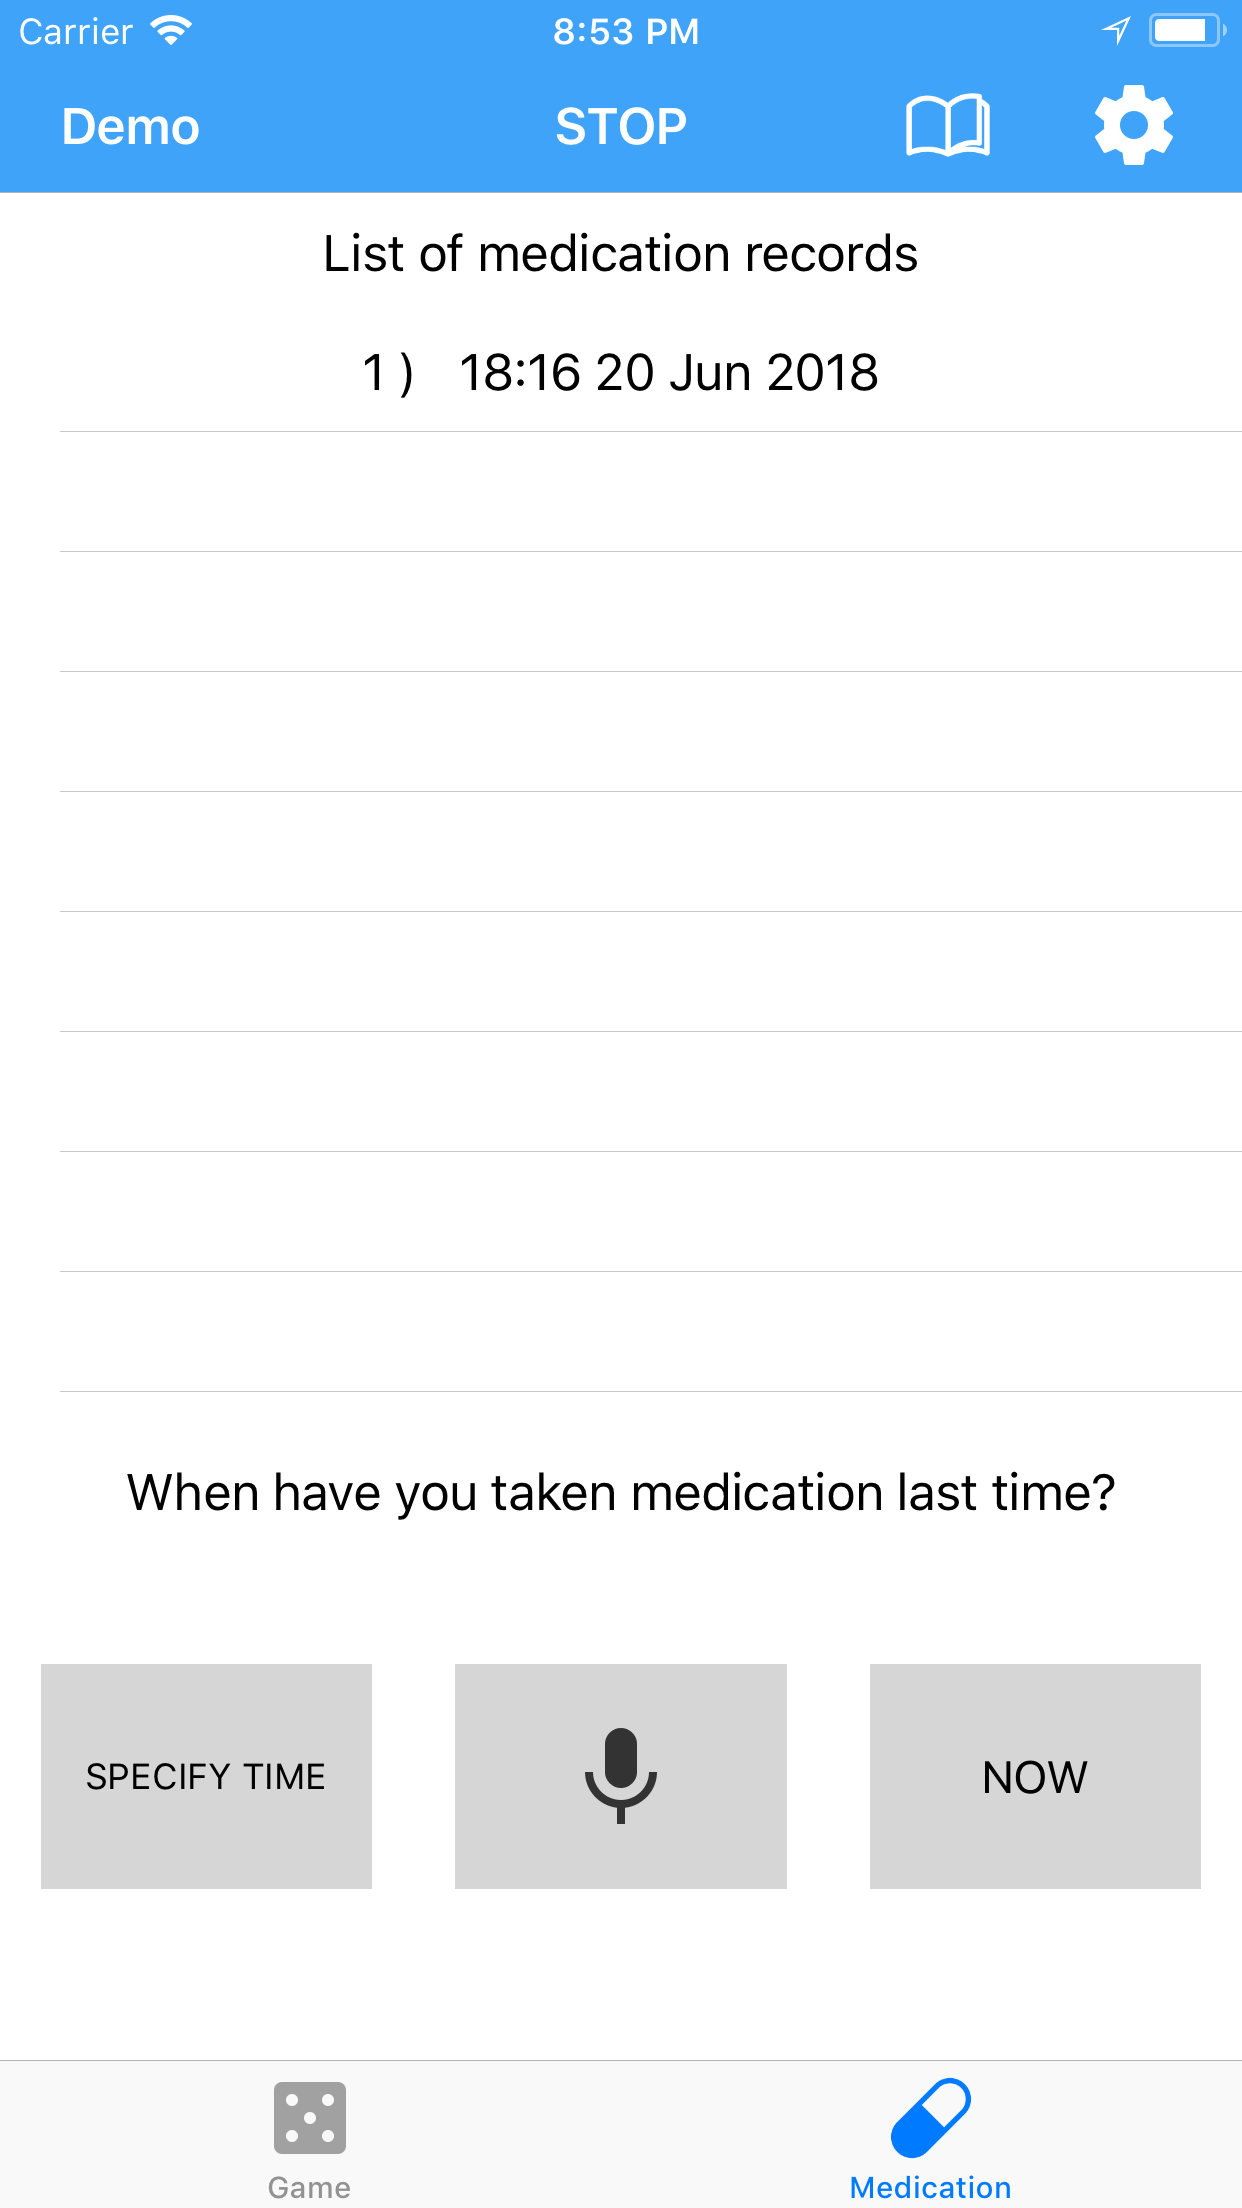 Carrier 8:53 PM
Demo STOP
List of medication records
1 ) 18:16 20 Jun 2018
When have you taken medication last time?
SPECIFY TIME NOW
Game Medication